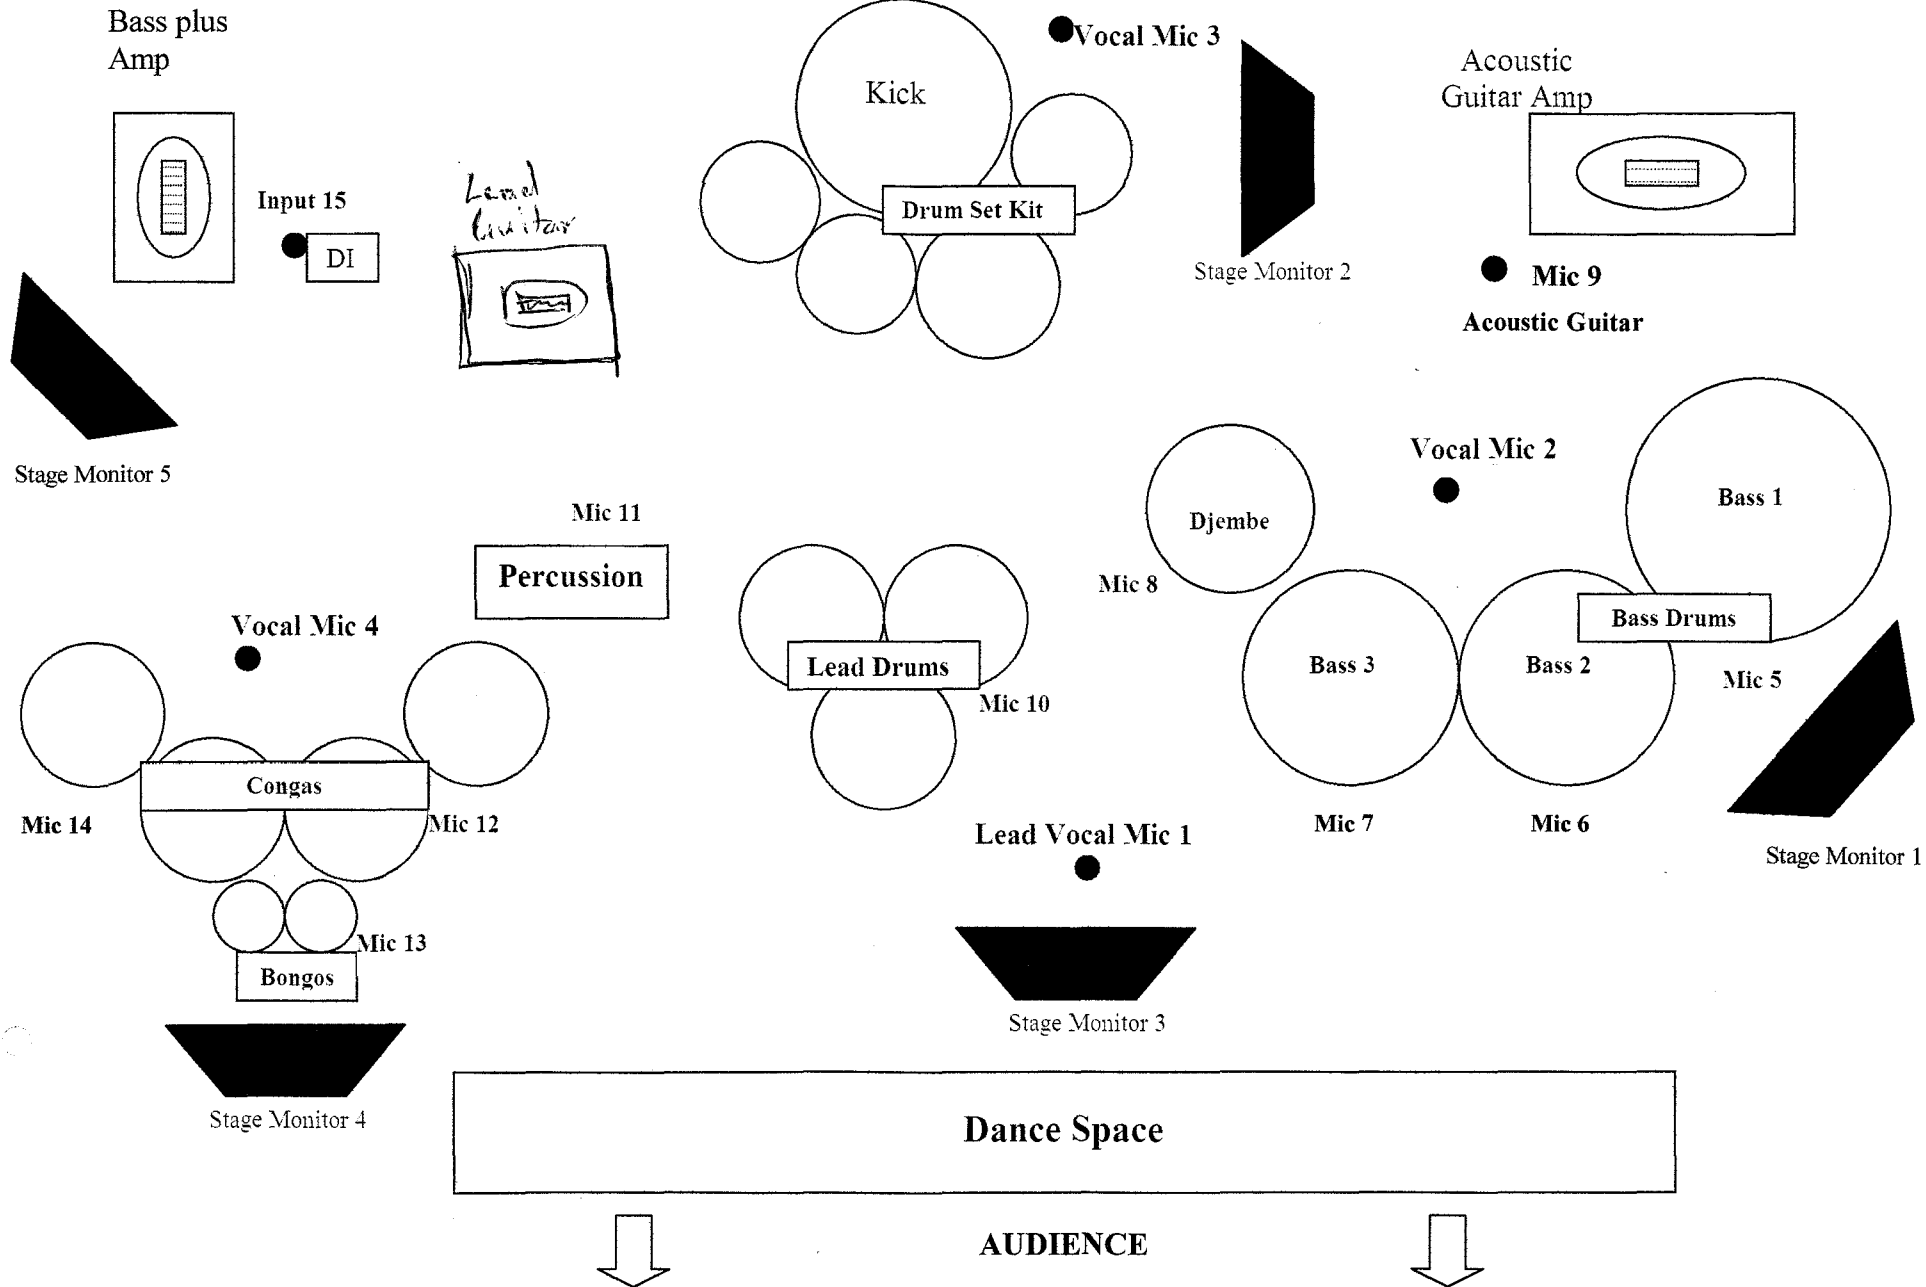 Bass plus
Amp
Vocal Mic 3
Kick
Acoustic
Guitar Amp
Input 15
DI
Lead
Guitar
Drum Set Kit
Stage Monitor 2
Mic 9
Acoustic Guitar
Stage Monitor 5
Vocal Mic 2
Bass 1
Djembe
Mic 11
Percussion
Mic 8
Bass Drums
Vocal Mic 4
Lead Drums
Bass 3
Bass 2
Mic 5
Mic 10
Congas
Mic 14
Mic 12
Lead Vocal Mic 1
Mic 7
Mic 6
Stage Monitor 1
Mic 13
Bongos
Stage Monitor 3
Stage Monitor 4
Dance Space
AUDIENCE